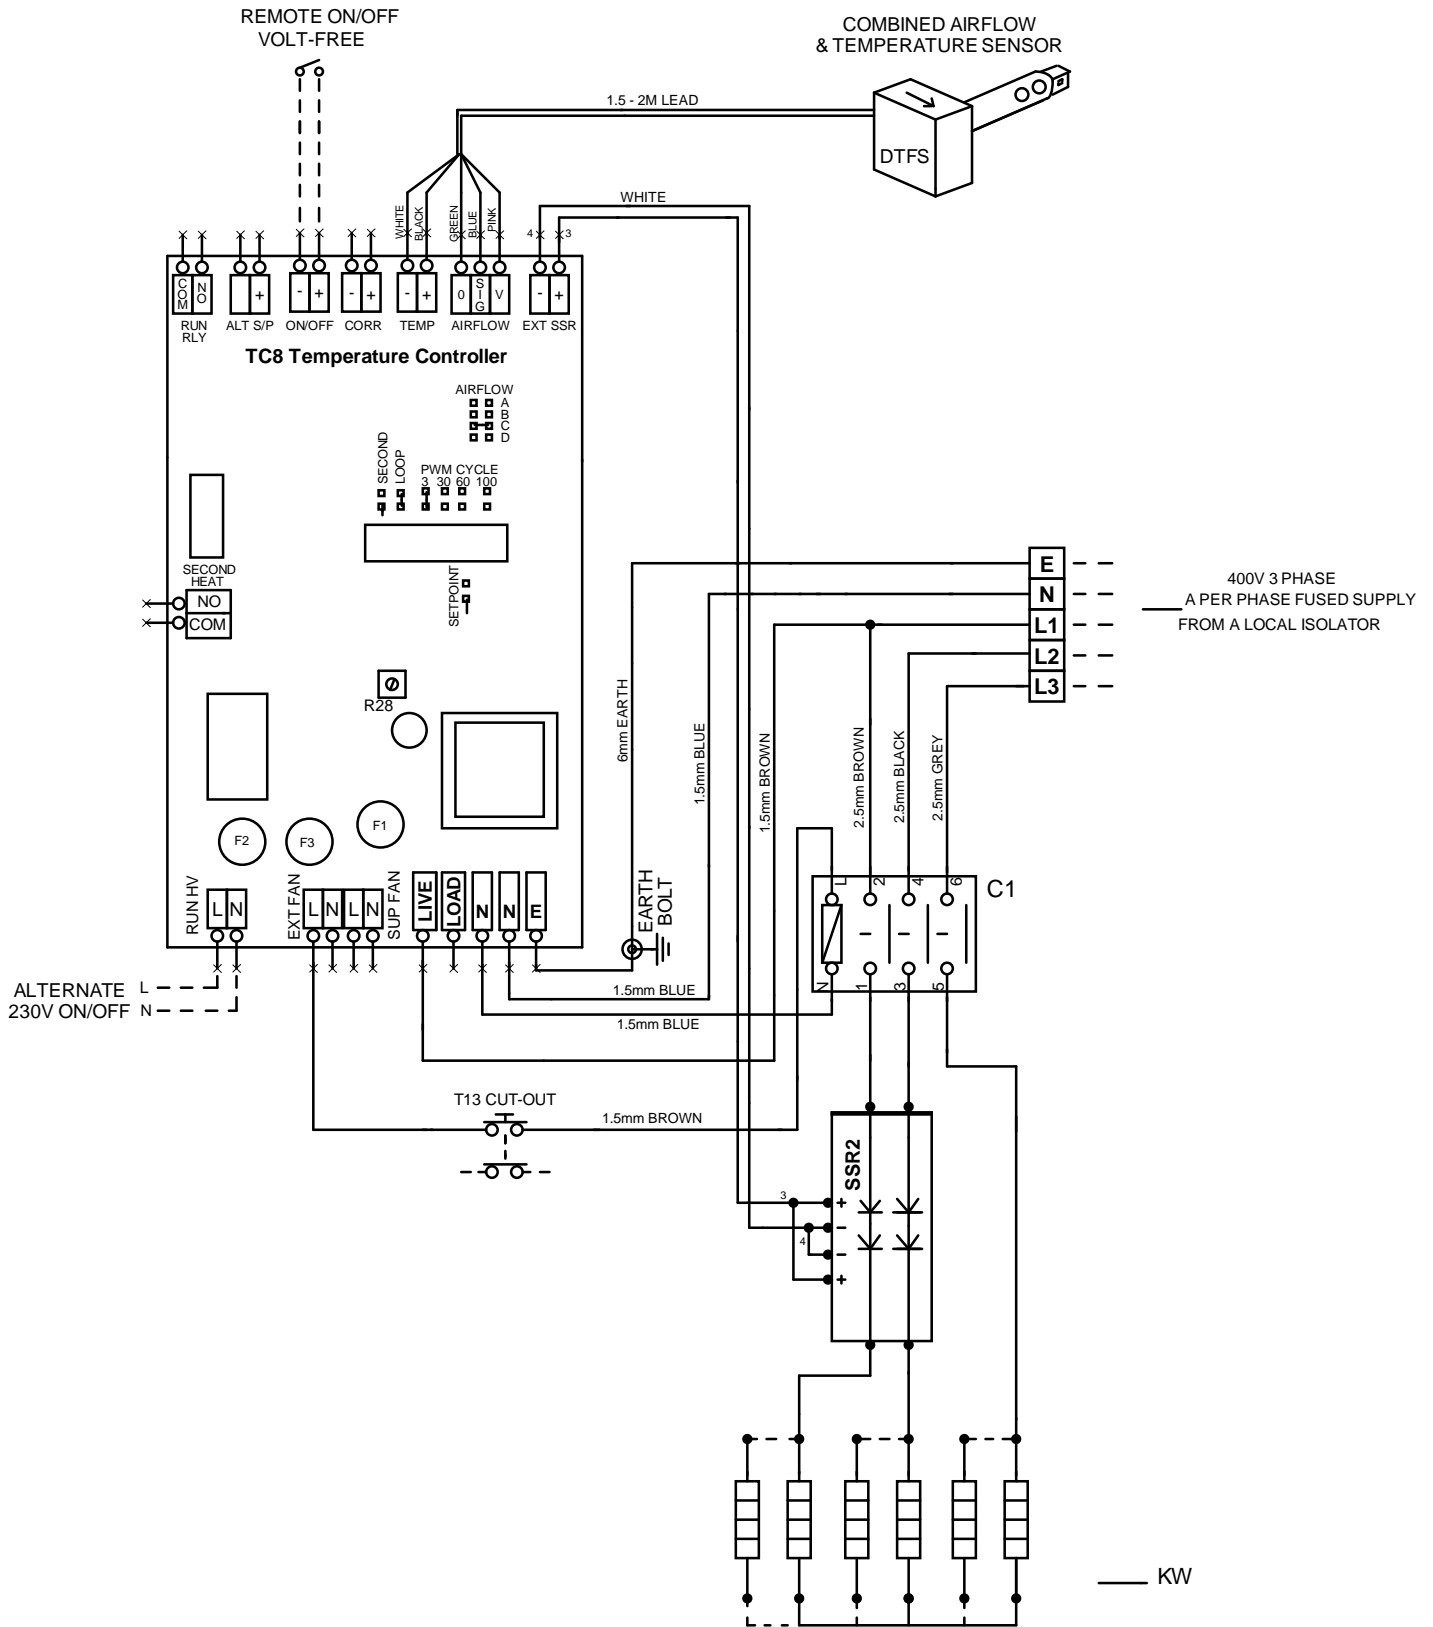 REMOTE ON/OFF
VOLT-FREE
COMBINED AIRFLOW
& TEMPERATURE SENSOR
1.5 - 2M LEAD
DTFS
WHITE
WHITE
BLACK
GREEN
BLUE
PINK
4
3
COM
NO
+
-
+
-
+
-
+
0
SIG
V
-
+
RUN
RLY
ALT S/P
ON/OFF
CORR
TEMP
AIRFLOW
EXT SSR
TC8 Temperature Controller
AIRFLOW
A
B
C
D
SECOND
LOOP
PWM CYCLE
3 30 60 100
SECOND
HEAT
NO
COM
SETPOINT
R28
F2
F3
F1
E
N
L1
L2
L3
400V 3 PHASE
A PER PHASE FUSED SUPPLY
FROM A LOCAL ISOLATOR
6mm EARTH
1.5mm BLUE
1.5mm BROWN
2.5mm BROWN
2.5mm BLACK
2.5mm GREY
RUN HV
L N
EXT FAN
L N L N
SUP FAN
LIVE
LOAD
N
N
E
EARTH
BOLT
L
2
4
6
C1
N
1
3
5
ALTERNATE L
230V ON/OFF N
1.5mm BLUE
1.5mm BLUE
T13 CUT-OUT
1.5mm BROWN
SSR2
3
+
-
4
-
+
KW